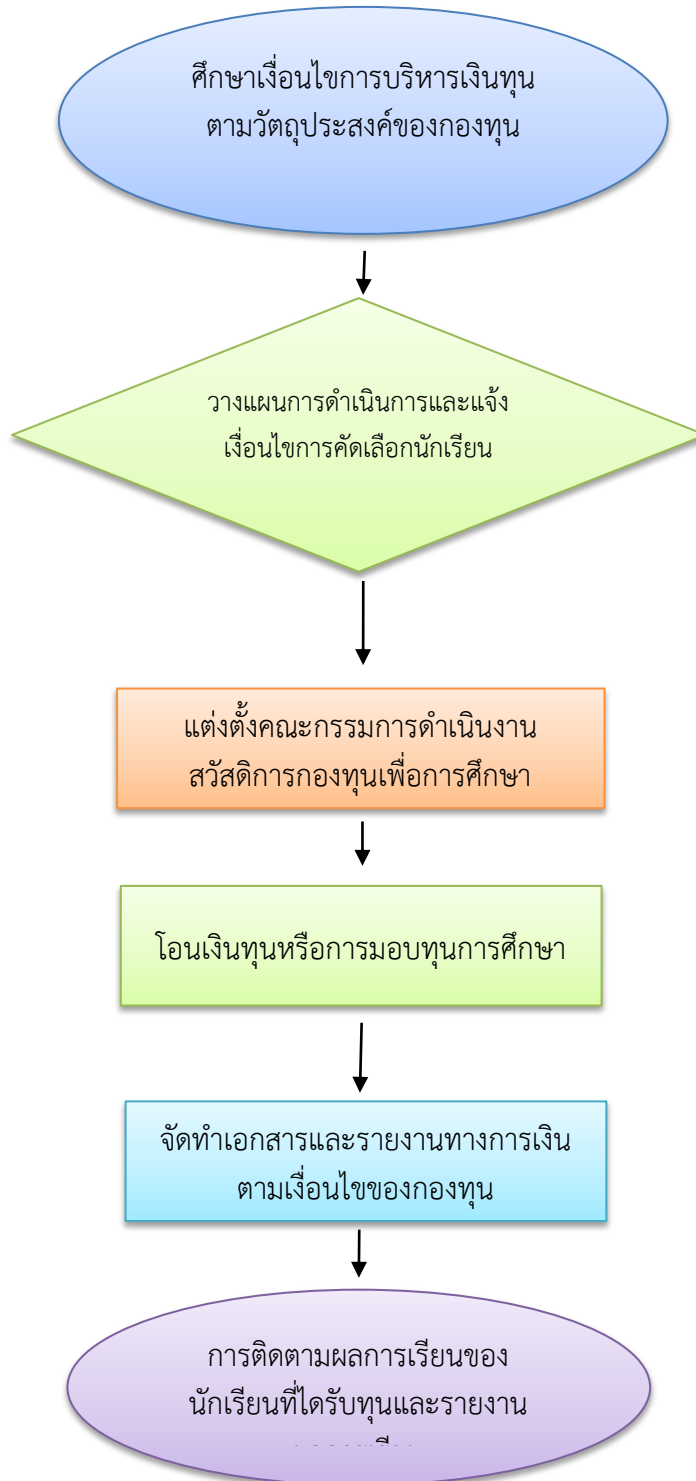 ศึกษาเงื่อนไขการบริหารเงินทุน
ตามวัตถุประสงค์ของกองทุน
วางแผนการดำเนินการและแจ้ง
เงื่อนไขการคัดเลือกนักเรียน
แต่งตั้งคณะกรรมการดำเนินงาน
สวัสดิการกองทุนเพื่อการศึกษา
โอนเงินทุนหรือการมอบทุนการศึกษา
จัดทำเอกสารและรายงานทางการเงิน
ตามเงื่อนไขของกองทุน
การติดตามผลการเรียนของ
นักเรียนที่ไดรับทุนและรายงาน